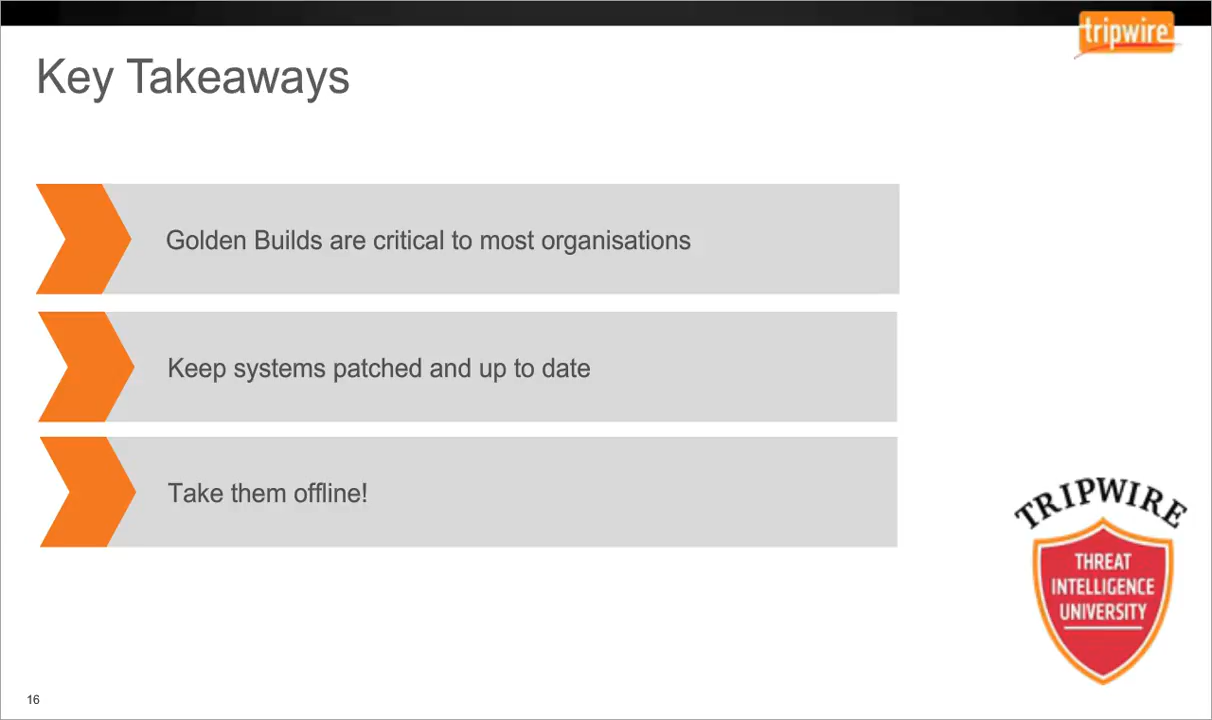 tripwire
Key Takeaways
Golden Builds are critical to most organisations
Keep systems patched and up to date
Take them offline!
TRIPWIRE
THREAT
INTELLIGENCE
UNIVERSITY
16